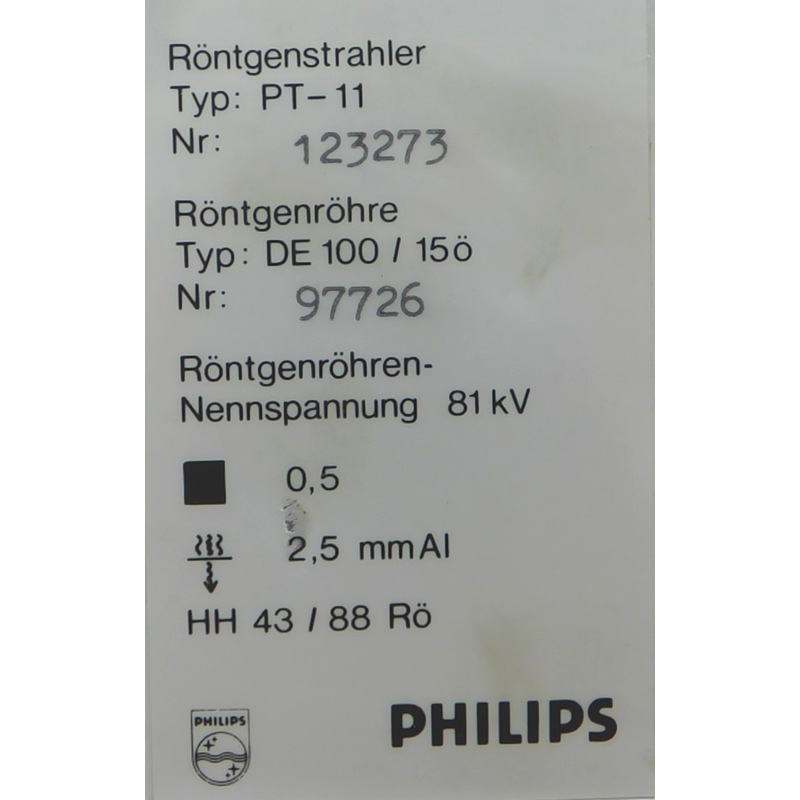 Röntgenstrahler
Typ: PT-11
Nr: 123273
Röntgenröhre
Typ: DE 100 / 15ö
Nr: 97726
Röntgenröhren-
Nennspannung 81 kV
0,5
2,5 mm Al
HH 43 / 88 Rö
PHILIPS
PHILIPS